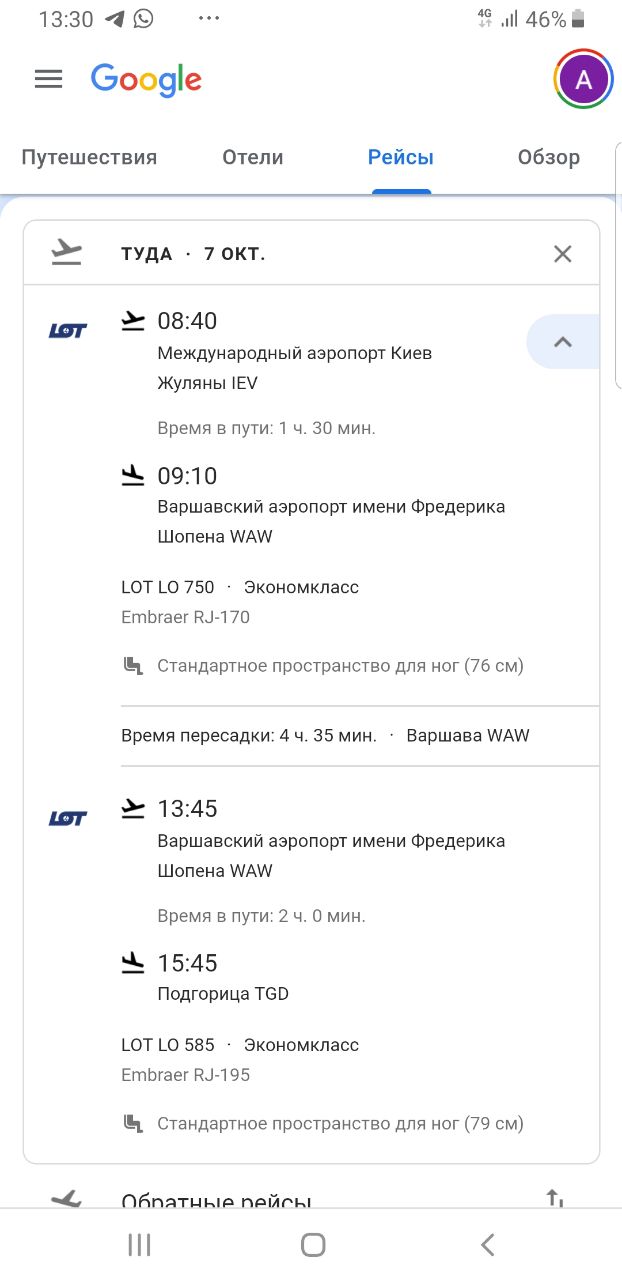 13:30
4G 46%
Google
A
Путешествия Отели Рейсы Обзор
ТУДА · 7 ОКТ.
LOT
08:40
Международный аэропорт Киев
Жуляны IEV
Время в пути: 1 ч. 30 мин.
09:10
Варшавский аэропорт имени Фредерика
Шопена WAW
LOT LO 750 · Экономкласс
Embraer RJ-170
Стандартное пространство для ног (76 см)
Время пересадки: 4 ч. 35 мин. · Варшава WAW
LOT
13:45
Варшавский аэропорт имени Фредерика
Шопена WAW
Время в пути: 2 ч. 0 мин.
15:45
Подгорица TGD
LOT LO 585 · Экономкласс
Embraer RJ-195
Стандартное пространство для ног (79 см)
Обратные рейсы